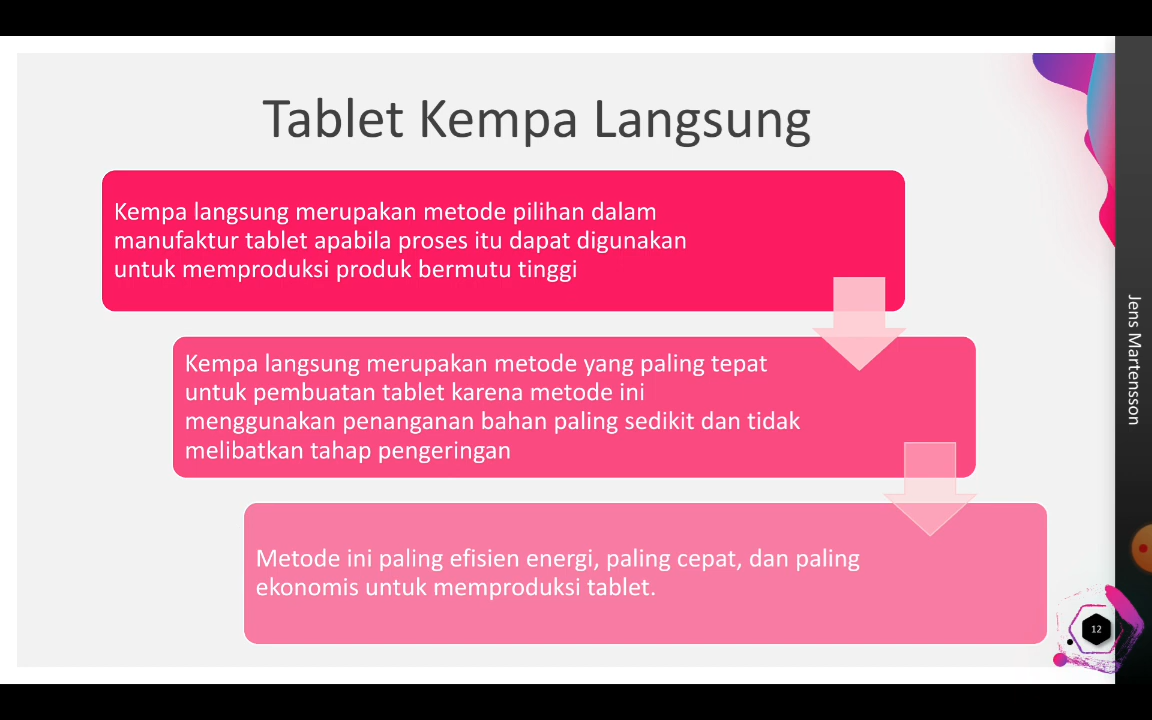 Tablet Kempa Langsung
Kempa langsung merupakan metode pilihan dalam
manufaktur tablet apabila proses itu dapat digunakan
untuk memproduksi produk bermutu tinggi
Kempa langsung merupakan metode yang paling tepat
untuk pembuatan tablet karena metode ini
menggunakan penanganan bahan paling sedikit dan tidak
melibatkan tahap pengeringan
Metode ini paling efisien energi, paling cepat, dan paling
ekonomis untuk memproduksi tablet.
Jens Martensson
12